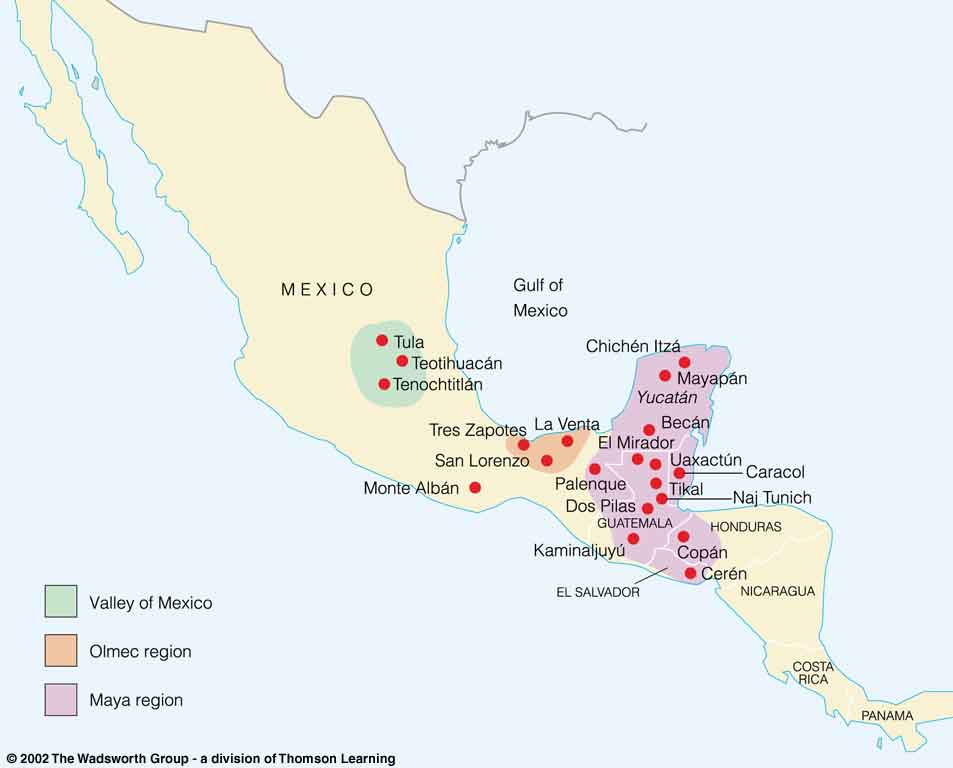 MEXICO
Gulf of
Mexico
Tula
Teotihuacán
Tenochtitlán
Chichén Itzá
Mayapán
Yucatán
Becán
La Venta
Tres Zapotes
El Mirador
San Lorenzo
Uaxactún
Caracol
Palenque
Tikal
Monte Albán
Naj Tunich
Dos Pilas
GUATEMALA
HONDURAS
Kaminaljuyú
Copán
Cerén
EL SALVADOR
NICARAGUA
Valley of Mexico
Olmec region
Maya region
COSTA
RICA
PANAMA
© 2002 The Wadsworth Group - a division of Thomson Learning